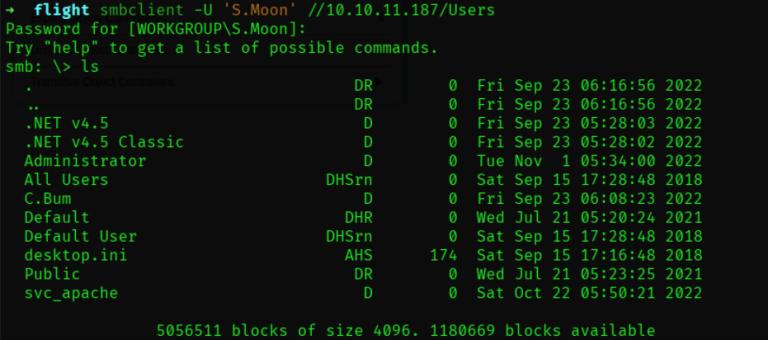 → flight smbclient -U 'S.Moon' //10.10.11.187/Users
Password for [WORKGROUP\S.Moon]:
Try "help" to get a list of possible commands.
smb: \> ls
. DR 0 Fri Sep 23 06:16:56 2022
.. DR 0 Fri Sep 23 06:16:56 2022
.NET v4.5 D 0 Fri Sep 23 05:28:03 2022
.NET v4.5 Classic D 0 Fri Sep 23 05:28:02 2022
Administrator D 0 Tue Nov 1 05:34:00 2022
All Users DHSrn 0 Sat Sep 15 17:28:48 2018
C.Bum D 0 Fri Sep 23 06:08:23 2022
Default DHR 0 Wed Jul 21 05:20:24 2021
Default User DHSrn 0 Sat Sep 15 17:28:48 2018
desktop.ini AHS 174 Sat Sep 15 17:16:48 2018
Public DR 0 Wed Jul 21 05:23:25 2021
svc_apache D 0 Sat Oct 22 05:50:21 2022
5056511 blocks of size 4096. 1180669 blocks available